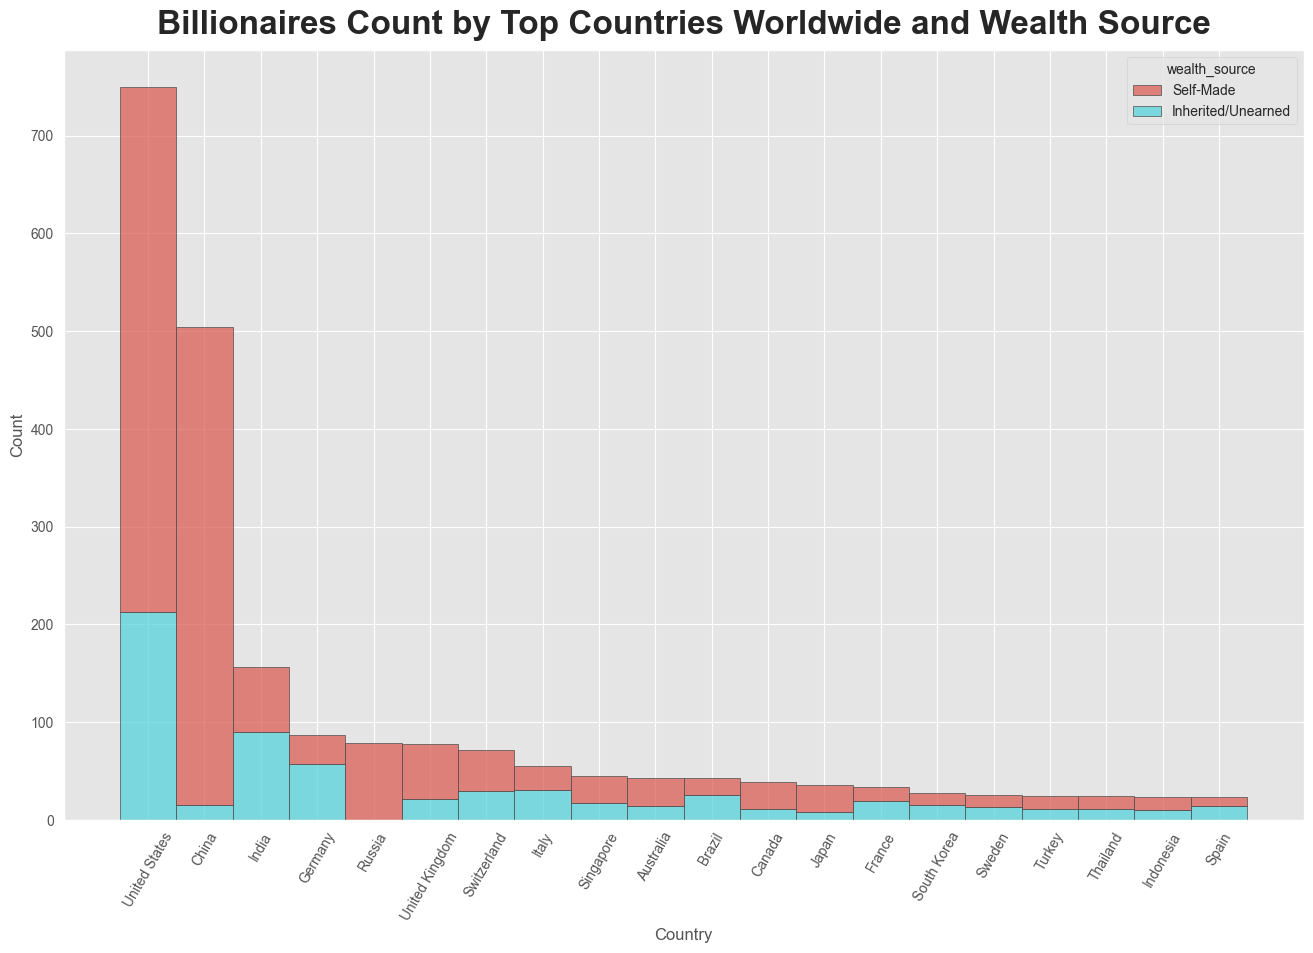 Billionaires Count by Top Countries Worldwide and Wealth Source
wealth_source
Self-Made
Inherited/Unearned
Count
700
600
500
400
300
200
100
0
United States
China
India
Germany
Russia
United Kingdom
Switzerland
Italy
Singapore
Australia
Brazil
Canada
Japan
France
South Korea
Sweden
Turkey
Thailand
Indonesia
Spain
Country